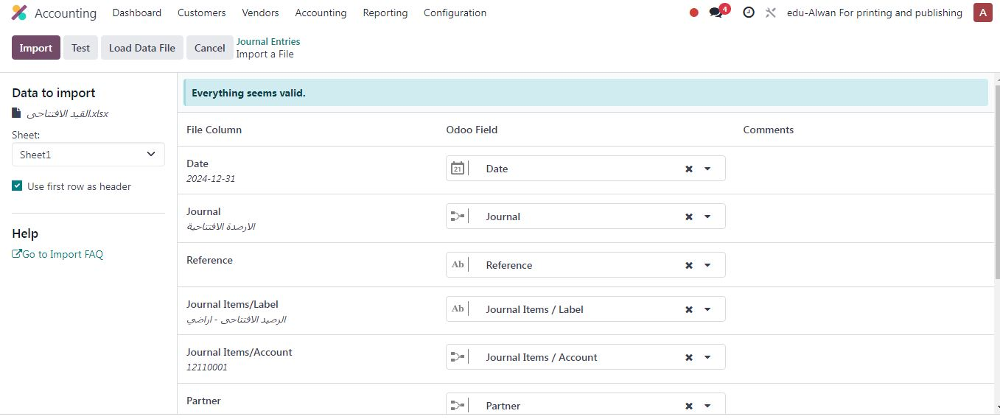 Accounting Dashboard Customers Vendors Accounting Reporting Configuration 4 edu-Alwan For printing and publishing A
Import Test Load Data File Cancel Journal Entries
Import a File
Data to import
القيد الافتتاحى.xlsx
Sheet:
Sheet1
Use first row as header
Help
Go to Import FAQ
Everything seems valid.
File Column Odoo Field Comments
Date
2024-12-31
21 Date
Journal
الارصدة الافتتاحية
Journal
Reference
Ab Reference
Journal Items/Label
الرصيد الافتتاحى - اراضي
Ab Journal Items / Label
Journal Items/Account
12110001
Journal Items / Account
Partner
Partner